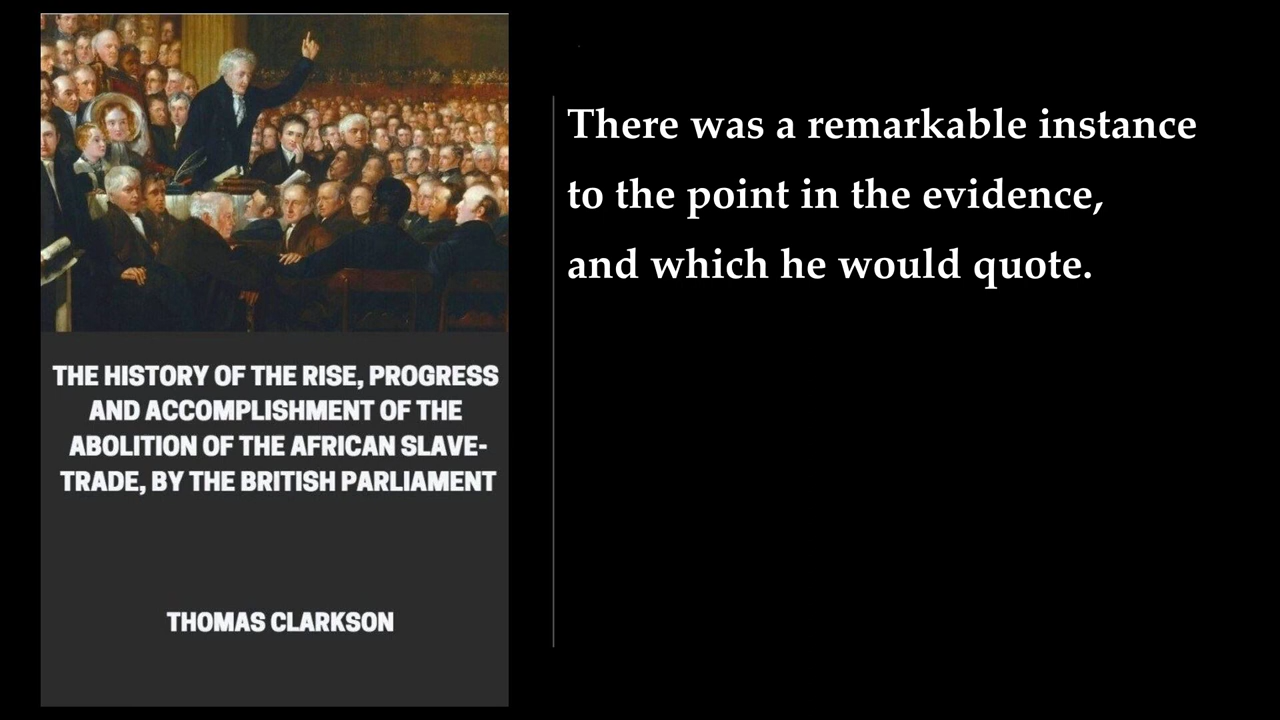 THE HISTORY OF THE RISE, PROGRESS
AND ACCOMPLISHMENT OF THE
ABOLITION OF THE AFRICAN SLAVE-
TRADE, BY THE BRITISH PARLIAMENT
THOMAS CLARKSON
There was a remarkable instance
to the point in the evidence,
and which he would quote.